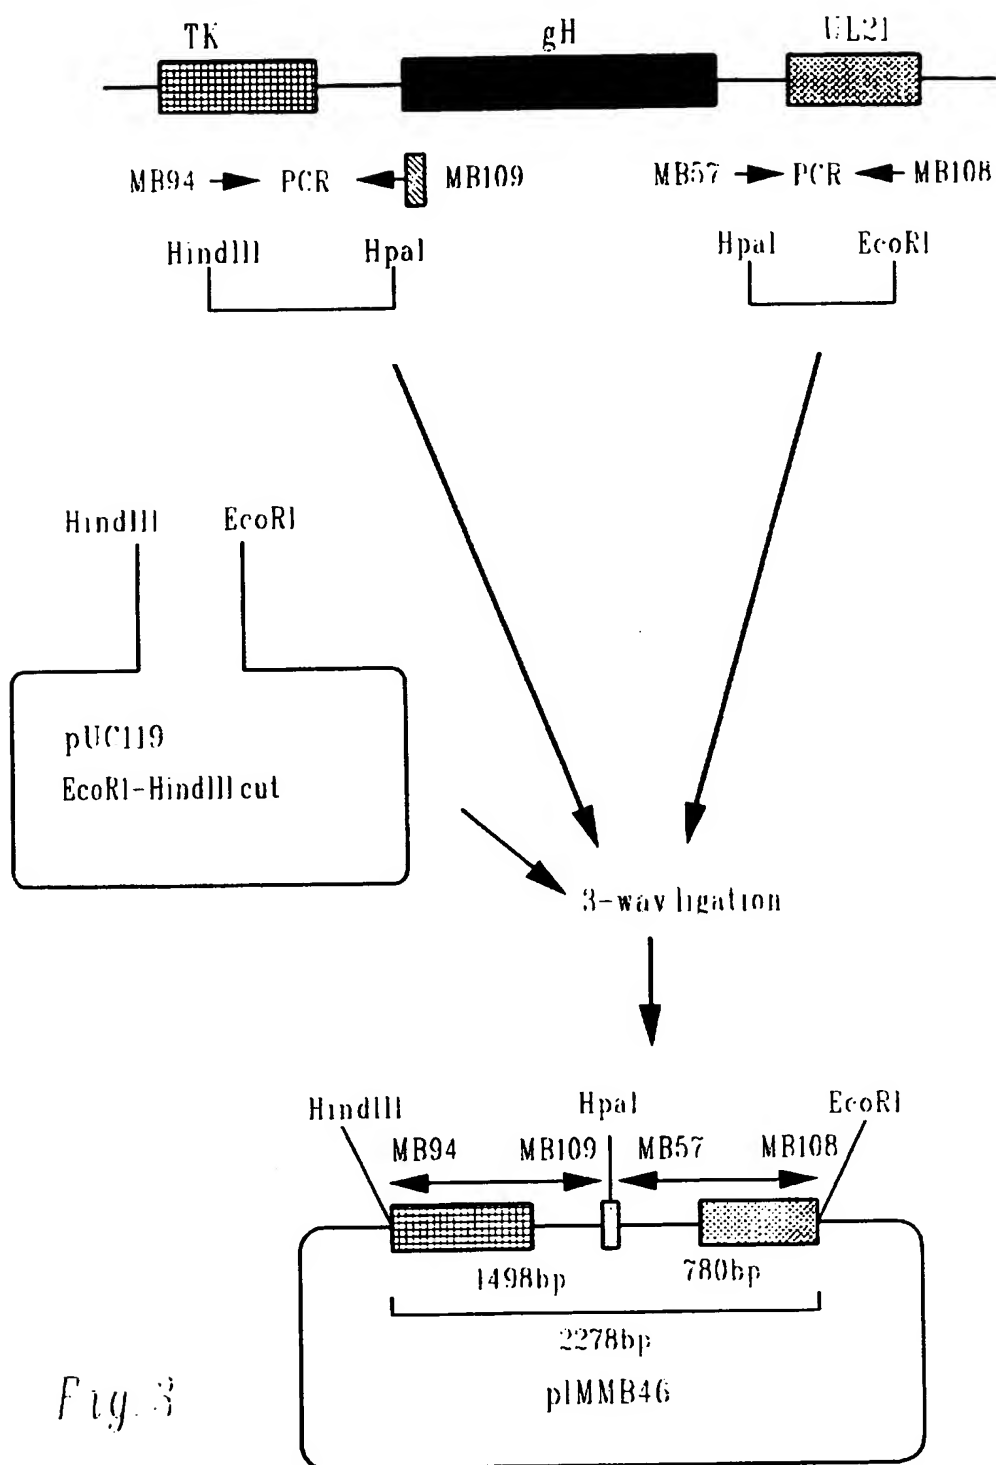 TK gH UL21
MB94 PCR MB109 MB57 PCR MB108
HindIII HpaI HpaI EcoRI
HindIII EcoRI
pUC119
EcoRI-HindIII cut
3-way ligation
HindIII HpaI EcoRI
MB94 MB109 MB57 MB108
1498bp 780bp
2278bp
pIMMB46
Fig. 3